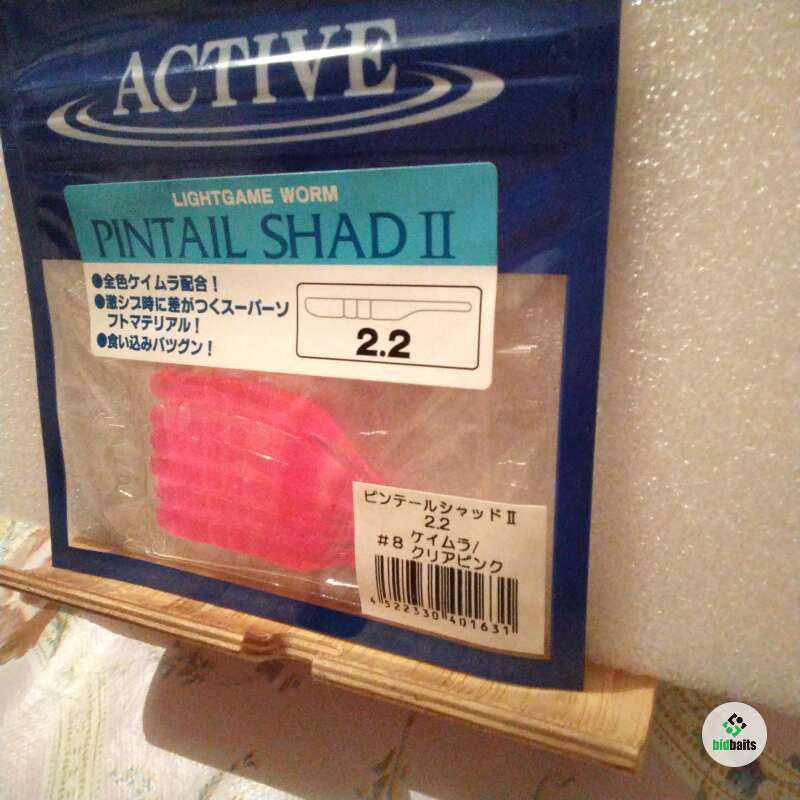 ACTIVE
LIGHTGAME WORM
PINTAIL SHAD II
●全色ケイムラ配合！
●激シブ時に差がつくスーパーソ
フトマテリアル！
●食い込みバツグン！
2.2
ピンテールシャッドⅡ
2.2
ケイムラ/
#8 クリアピンク
4 522330 401631
bidbaits